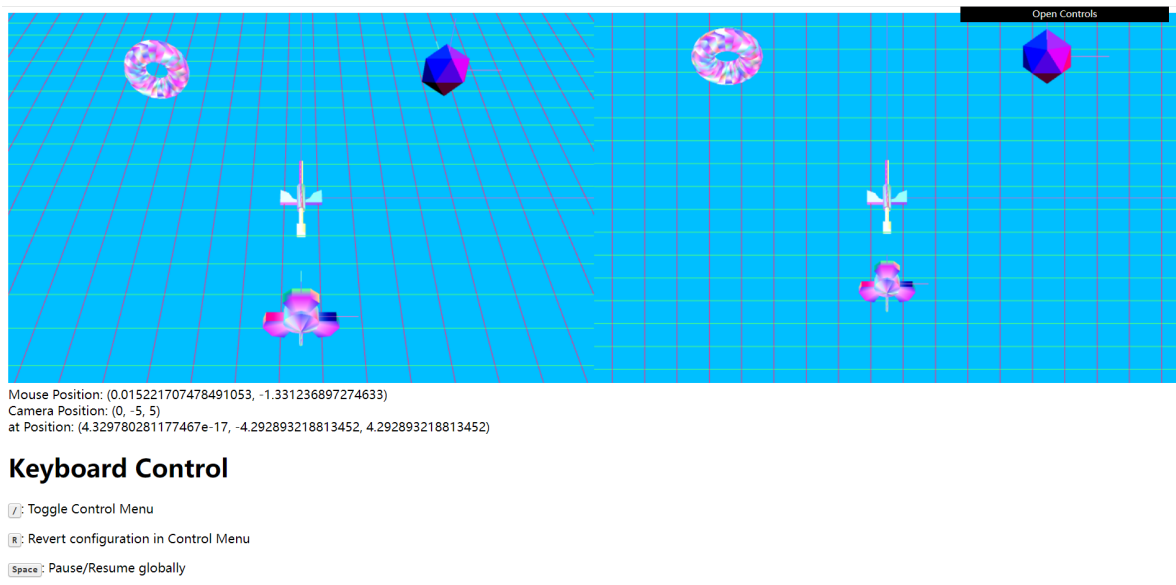 Open Controls
Mouse Position: (0.015221707478491053, -1.331236897274633)
Camera Position: (0, -5, 5)
at Position: (4.329780281177467e-17, -4.292893218813452, 4.292893218813452)
Keyboard Control
/: Toggle Control Menu
R: Revert configuration in Control Menu
Space: Pause/Resume globally